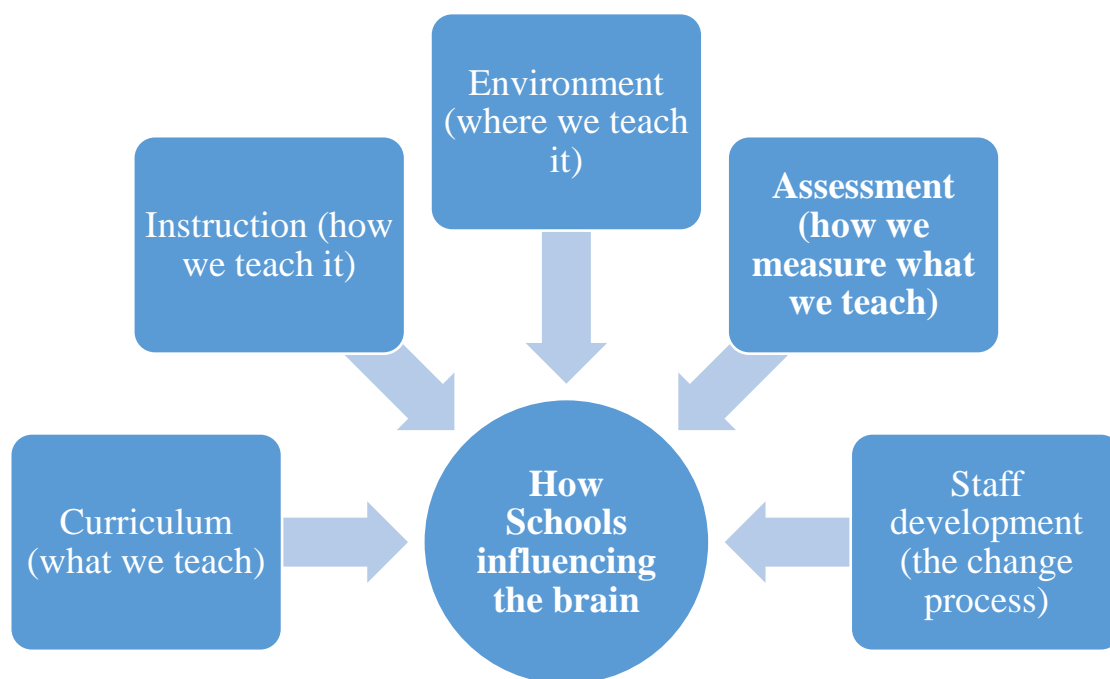 Environment
(where we teach
it)
Instruction (how
we teach it)
Assessment
(how we
measure what
we teach)
Curriculum
(what we teach)
How
Schools
influencing
the brain
Staff
development
(the change
process)